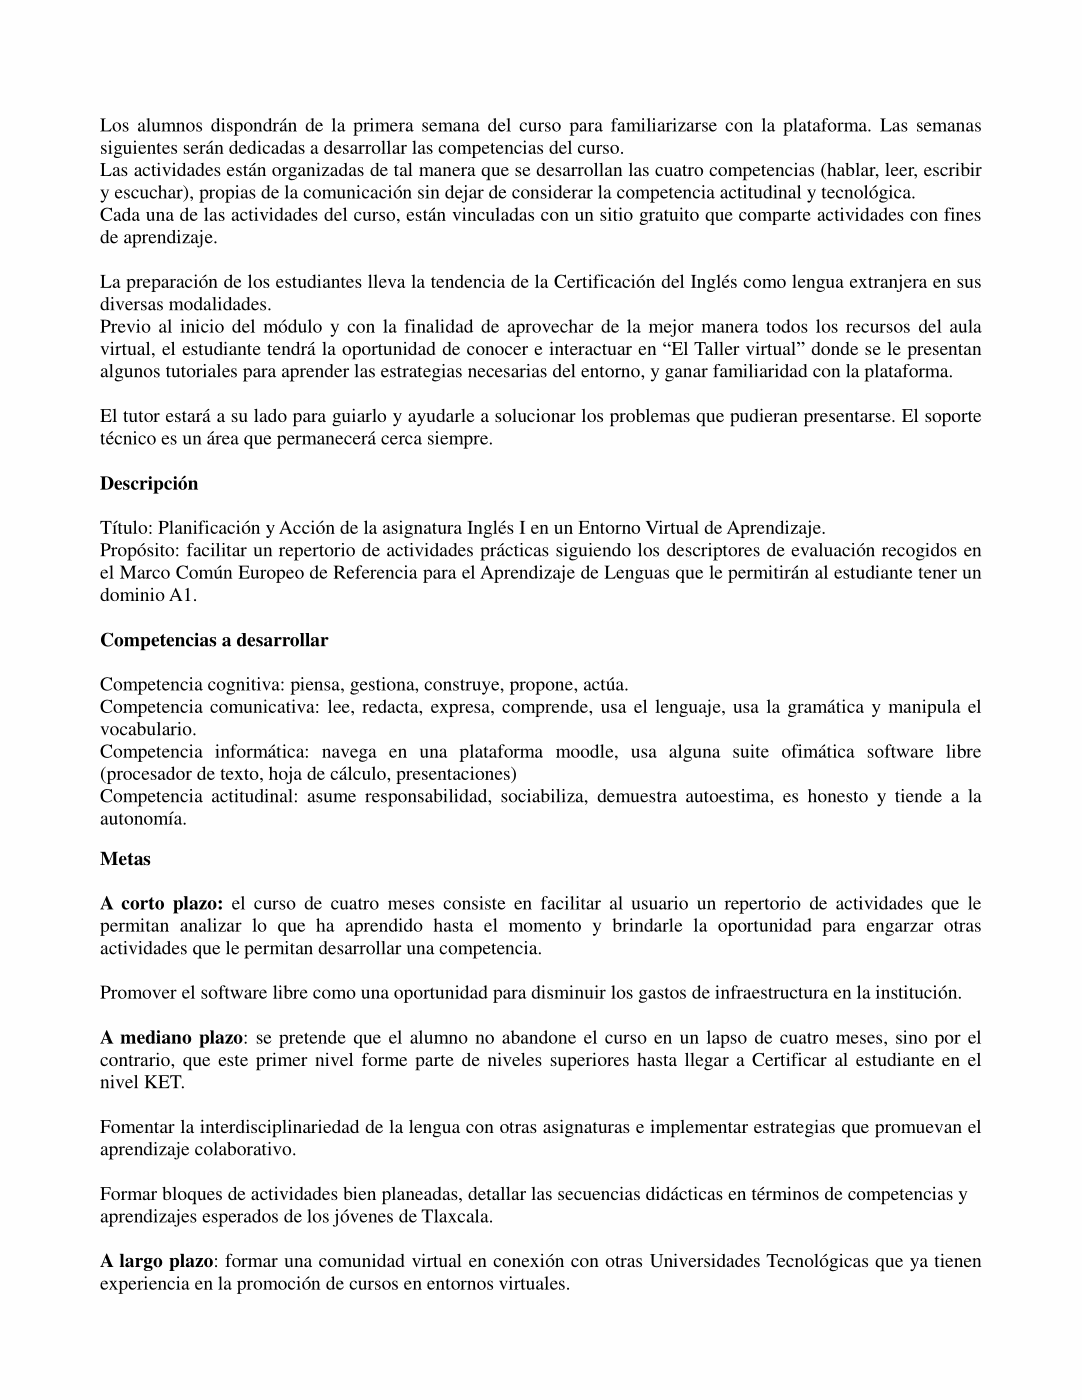 Los alumnos dispondrán de la primera semana del curso para familiarizarse con la plataforma. Las semanas
siguientes serán dedicadas a desarrollar las competencias del curso.
Las actividades están organizadas de tal manera que se desarrollan las cuatro competencias (hablar, leer, escribir
y escuchar), propias de la comunicación sin dejar de considerar la competencia actitudinal y tecnológica.
Cada una de las actividades del curso, están vinculadas con un sitio gratuito que comparte actividades con fines
de aprendizaje.
La preparación de los estudiantes lleva la tendencia de la Certificación del Inglés como lengua extranjera en sus
diversas modalidades.
Previo al inicio del módulo y con la finalidad de aprovechar de la mejor manera todos los recursos del aula
virtual, el estudiante tendrá la oportunidad de conocer e interactuar en “El Taller virtual” donde se le presentan
algunos tutoriales para aprender las estrategias necesarias del entorno, y ganar familiaridad con la plataforma.
El tutor estará a su lado para guiarlo y ayudarle a solucionar los problemas que pudieran presentarse. El soporte
técnico es un área que permanecerá cerca siempre.
Descripción
Título: Planificación y Acción de la asignatura Inglés I en un Entorno Virtual de Aprendizaje.
Propósito: facilitar un repertorio de actividades prácticas siguiendo los descriptores de evaluación recogidos en
el Marco Común Europeo de Referencia para el Aprendizaje de Lenguas que le permitirán al estudiante tener un
dominio A1.
Competencias a desarrollar
Competencia cognitiva: piensa, gestiona, construye, propone, actúa.
Competencia comunicativa: lee, redacta, expresa, comprende, usa el lenguaje, usa la gramática y manipula el
vocabulario.
Competencia informática: navega en una plataforma moodle, usa alguna suite ofimática software libre
(procesador de texto, hoja de cálculo, presentaciones)
Competencia actitudinal: asume responsabilidad, sociabiliza, demuestra autoestima, es honesto y tiende a la
autonomía.
Metas
A corto plazo: el curso de cuatro meses consiste en facilitar al usuario un repertorio de actividades que le
permitan analizar lo que ha aprendido hasta el momento y brindarle la oportunidad para engarzar otras
actividades que le permitan desarrollar una competencia.
Promover el software libre como una oportunidad para disminuir los gastos de infraestructura en la institución.
A mediano plazo: se pretende que el alumno no abandone el curso en un lapso de cuatro meses, sino por el
contrario, que este primer nivel forme parte de niveles superiores hasta llegar a Certificar al estudiante en el
nivel KET.
Fomentar la interdisciplinariedad de la lengua con otras asignaturas e implementar estrategias que promuevan el
aprendizaje colaborativo.
Formar bloques de actividades bien planeadas, detallar las secuencias didácticas en términos de competencias y
aprendizajes esperados de los jóvenes de Tlaxcala.
A largo plazo: formar una comunidad virtual en conexión con otras Universidades Tecnológicas que ya tienen
experiencia en la promoción de cursos en entornos virtuales.